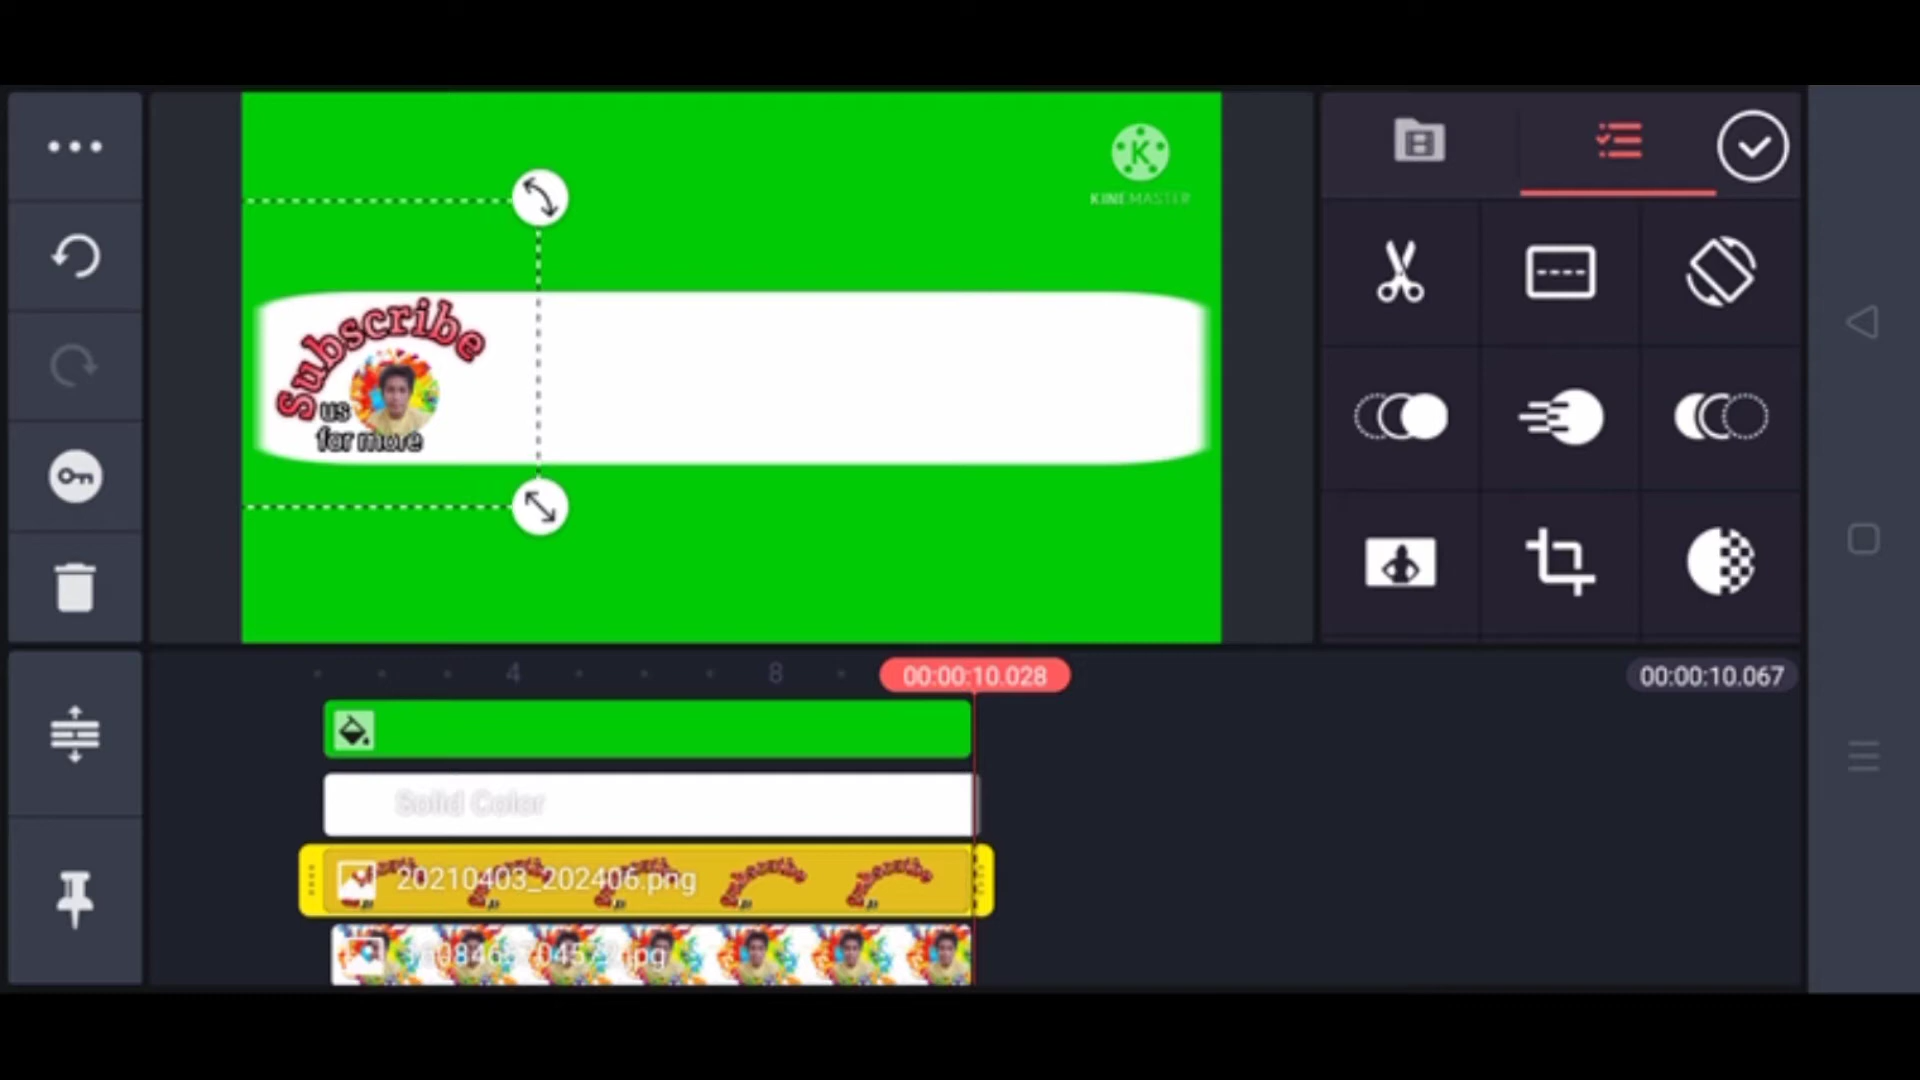 K
KINEMASTER
Subscribe
us
for more
4
8
00:00:10.028
00:00:10.067
Solid Color
20210403_202406.png